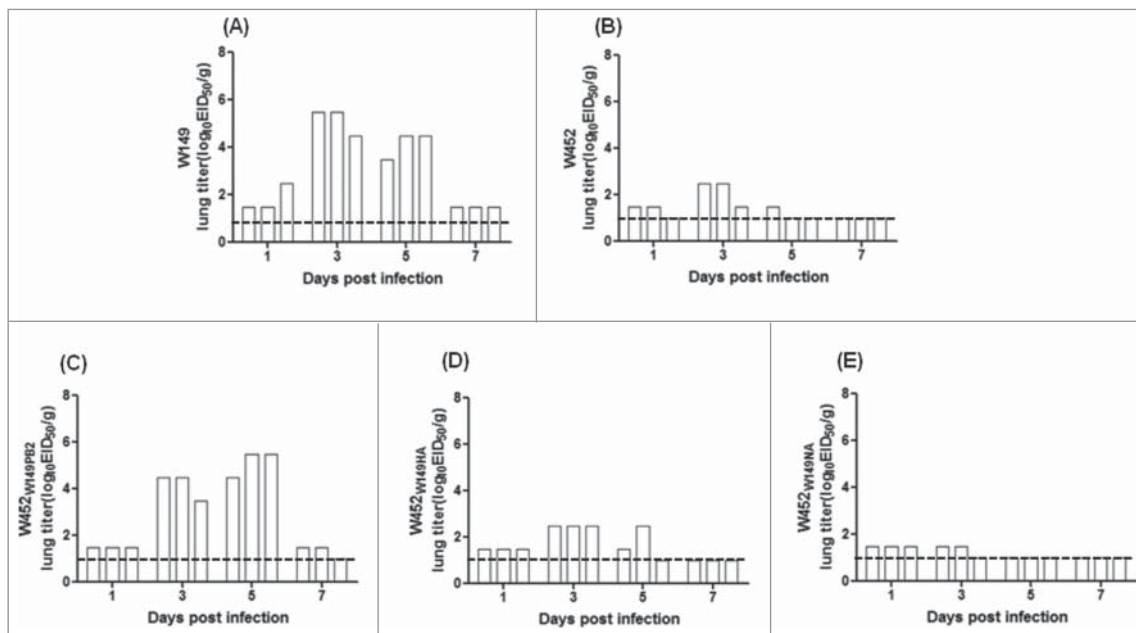 (A)
W149
lung titer(log₁₀EID₅₀/g)
8
6
4
2
0
1 3 5 7
Days post infection
(B)
W452
lung titer(log₁₀EID₅₀/g)
8
6
4
2
0
1 3 5 7
Days post infection
(C)
W452W149PB2
lung titer(log₁₀EID₅₀/g)
8
6
4
2
0
1 3 5 7
Days post infection
(D)
W452W149HA
lung titer(log₁₀EID₅₀/g)
8
6
4
2
0
1 3 5 7
Days post infection
(E)
W452W149NA
lung titer(log₁₀EID₅₀/g)
8
6
4
2
0
1 3 5 7
Days post infection